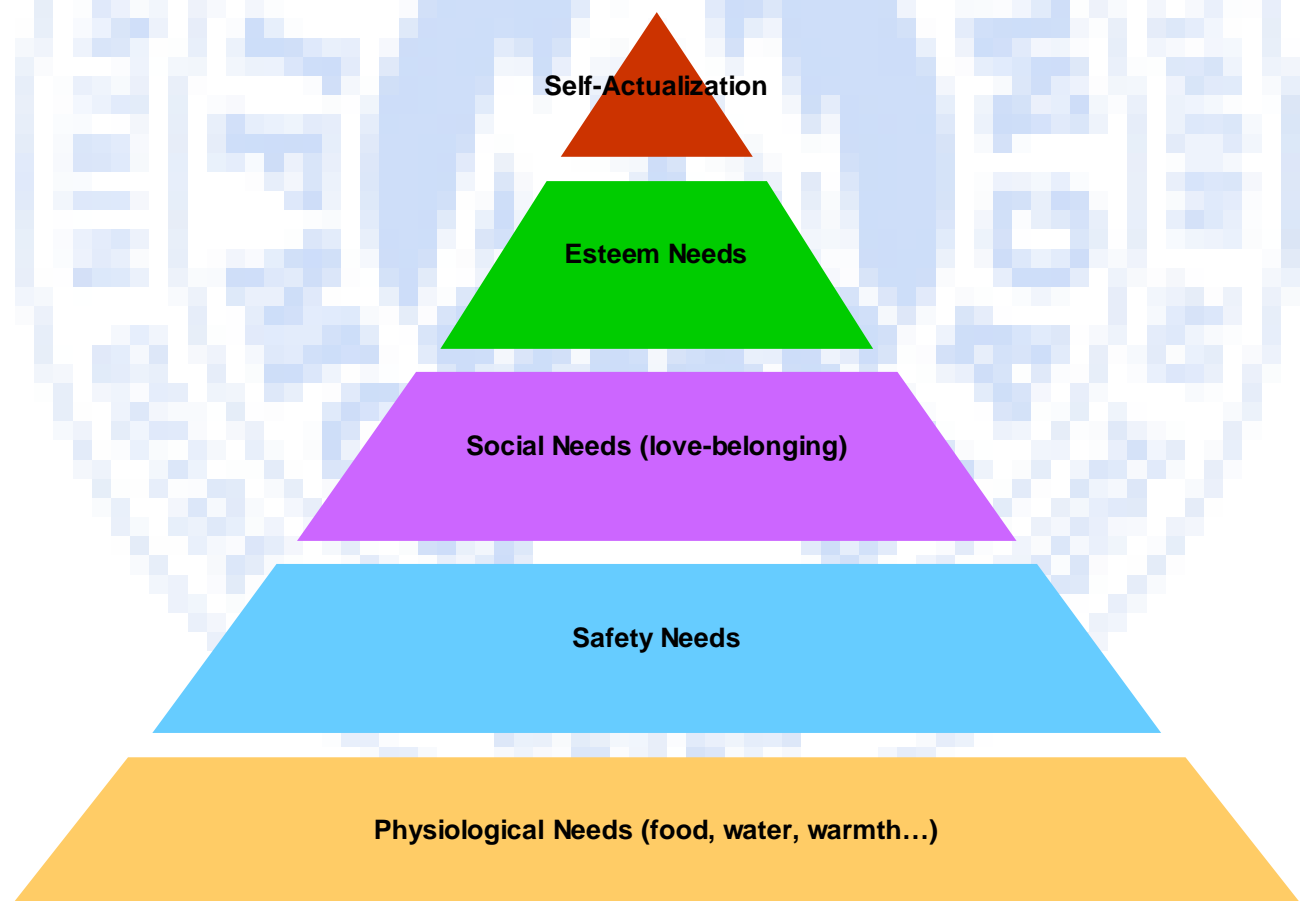 Self-Actualization
Esteem Needs
Social Needs (love-belonging)
Safety Needs
Physiological Needs (food, water, warmth…)